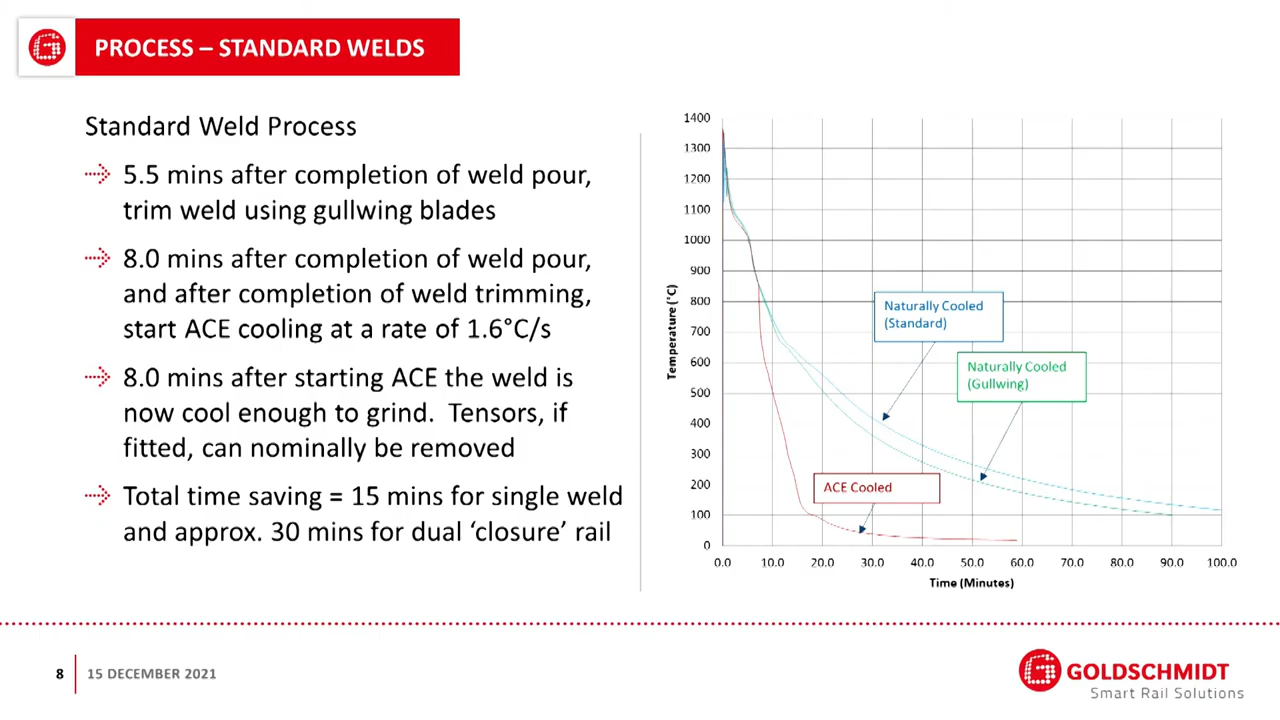 PROCESS – STANDARD WELDS
Standard Weld Process
5.5 mins after completion of weld pour,
trim weld using gullwing blades
8.0 mins after completion of weld pour,
and after completion of weld trimming,
start ACE cooling at a rate of 1.6°C/s
8.0 mins after starting ACE the weld is
now cool enough to grind.  Tensors, if
fitted, can nominally be removed
Total time saving = 15 mins for single weld
and approx. 30 mins for dual ‘closure’ rail
1400
1300
1200
1100
1000
900
800
700
600
500
400
300
200
100
0
Temperature (°C)
Naturally Cooled
(Standard)
Naturally Cooled
(Gullwing)
ACE Cooled
0.0 10.0 20.0 30.0 40.0 50.0 60.0 70.0 80.0 90.0 100.0
Time (Minutes)
8 15 DECEMBER 2021
GOLDSCHMIDT
Smart Rail Solutions